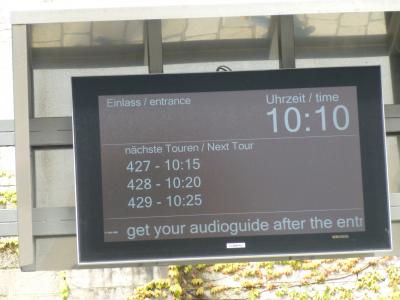 Einlass / entrance
Uhrzeit / time
10:10
nächste Touren / Next Tour
427 - 10:15
428 - 10:20
429 - 10:25
get your audioguide after the entr